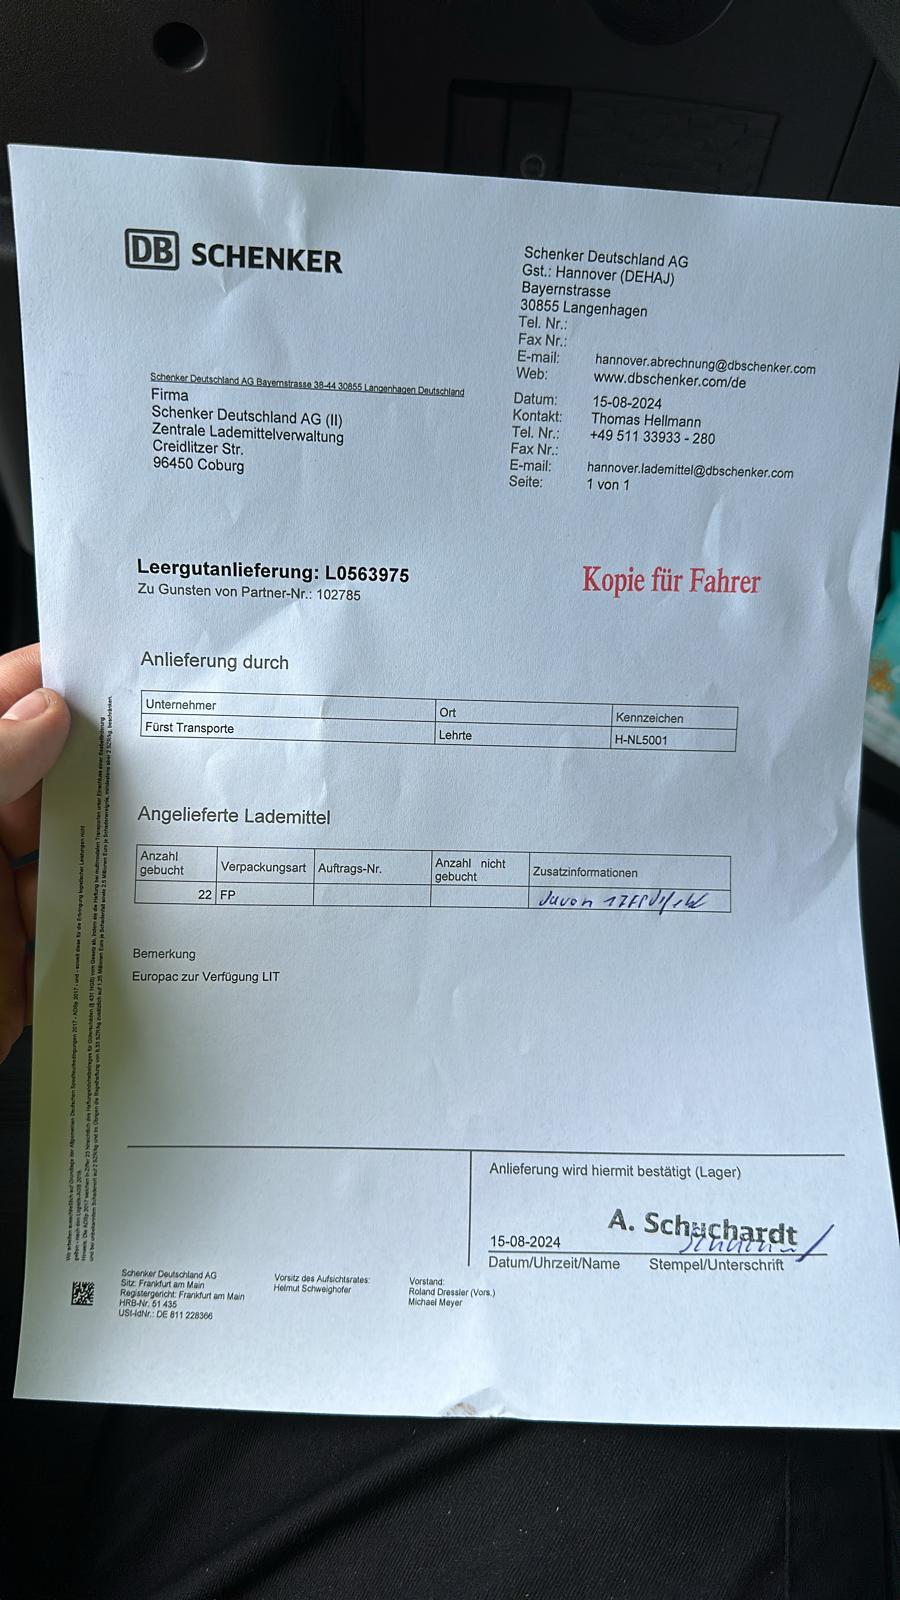 DB SCHENKER
Schenker Deutschland AG
Gst.: Hannover (DEHAJ)
Bayernstrasse
30855 Langenhagen
Tel. Nr.:
Fax Nr.:
E-mail: hannover.abrechnung@dbschenker.com
Web: www.dbschenker.com/de
Datum: 15-08-2024
Kontakt: Thomas Hellmann
Tel. Nr.: +49 511 33933 - 280
Fax Nr.:
E-mail: hannover.lademittel@dbschenker.com
Seite: 1 von 1
Schenker Deutschland AG Bayernstrasse 38-44 30855 Langenhagen Deutschland
Firma
Schenker Deutschland AG (II)
Zentrale Lademittelverwaltung
Creidlitzer Str.
96450 Coburg
Leergutanlieferung: L0563975
Zu Gunsten von Partner-Nr.: 102785
Kopie für Fahrer
Anlieferung durch
Unternehmer Ort Kennzeichen
Fürst Transporte Lehrte H-NL5001
Angelieferte Lademittel
Anzahl gebucht Verpackungsart Auftrags-Nr. Anzahl nicht gebucht Zusatzinformationen
22 FP davon
Bemerkung
Europac zur Verfügung LIT
Anlieferung wird hiermit bestätigt (Lager)
A. Schuchardt
15-08-2024
Datum/Uhrzeit/Name Stempel/Unterschrift
Schenker Deutschland AG
Sitz: Frankfurt am Main
Registergericht: Frankfurt am Main
HRB-Nr. 51 435
USt-IdNr.: DE 811 228366
Vorsitz des Aufsichtsrates:
Helmut Schweighofer
Vorstand:
Roland Dressler (Vors.)
Michael Meyer